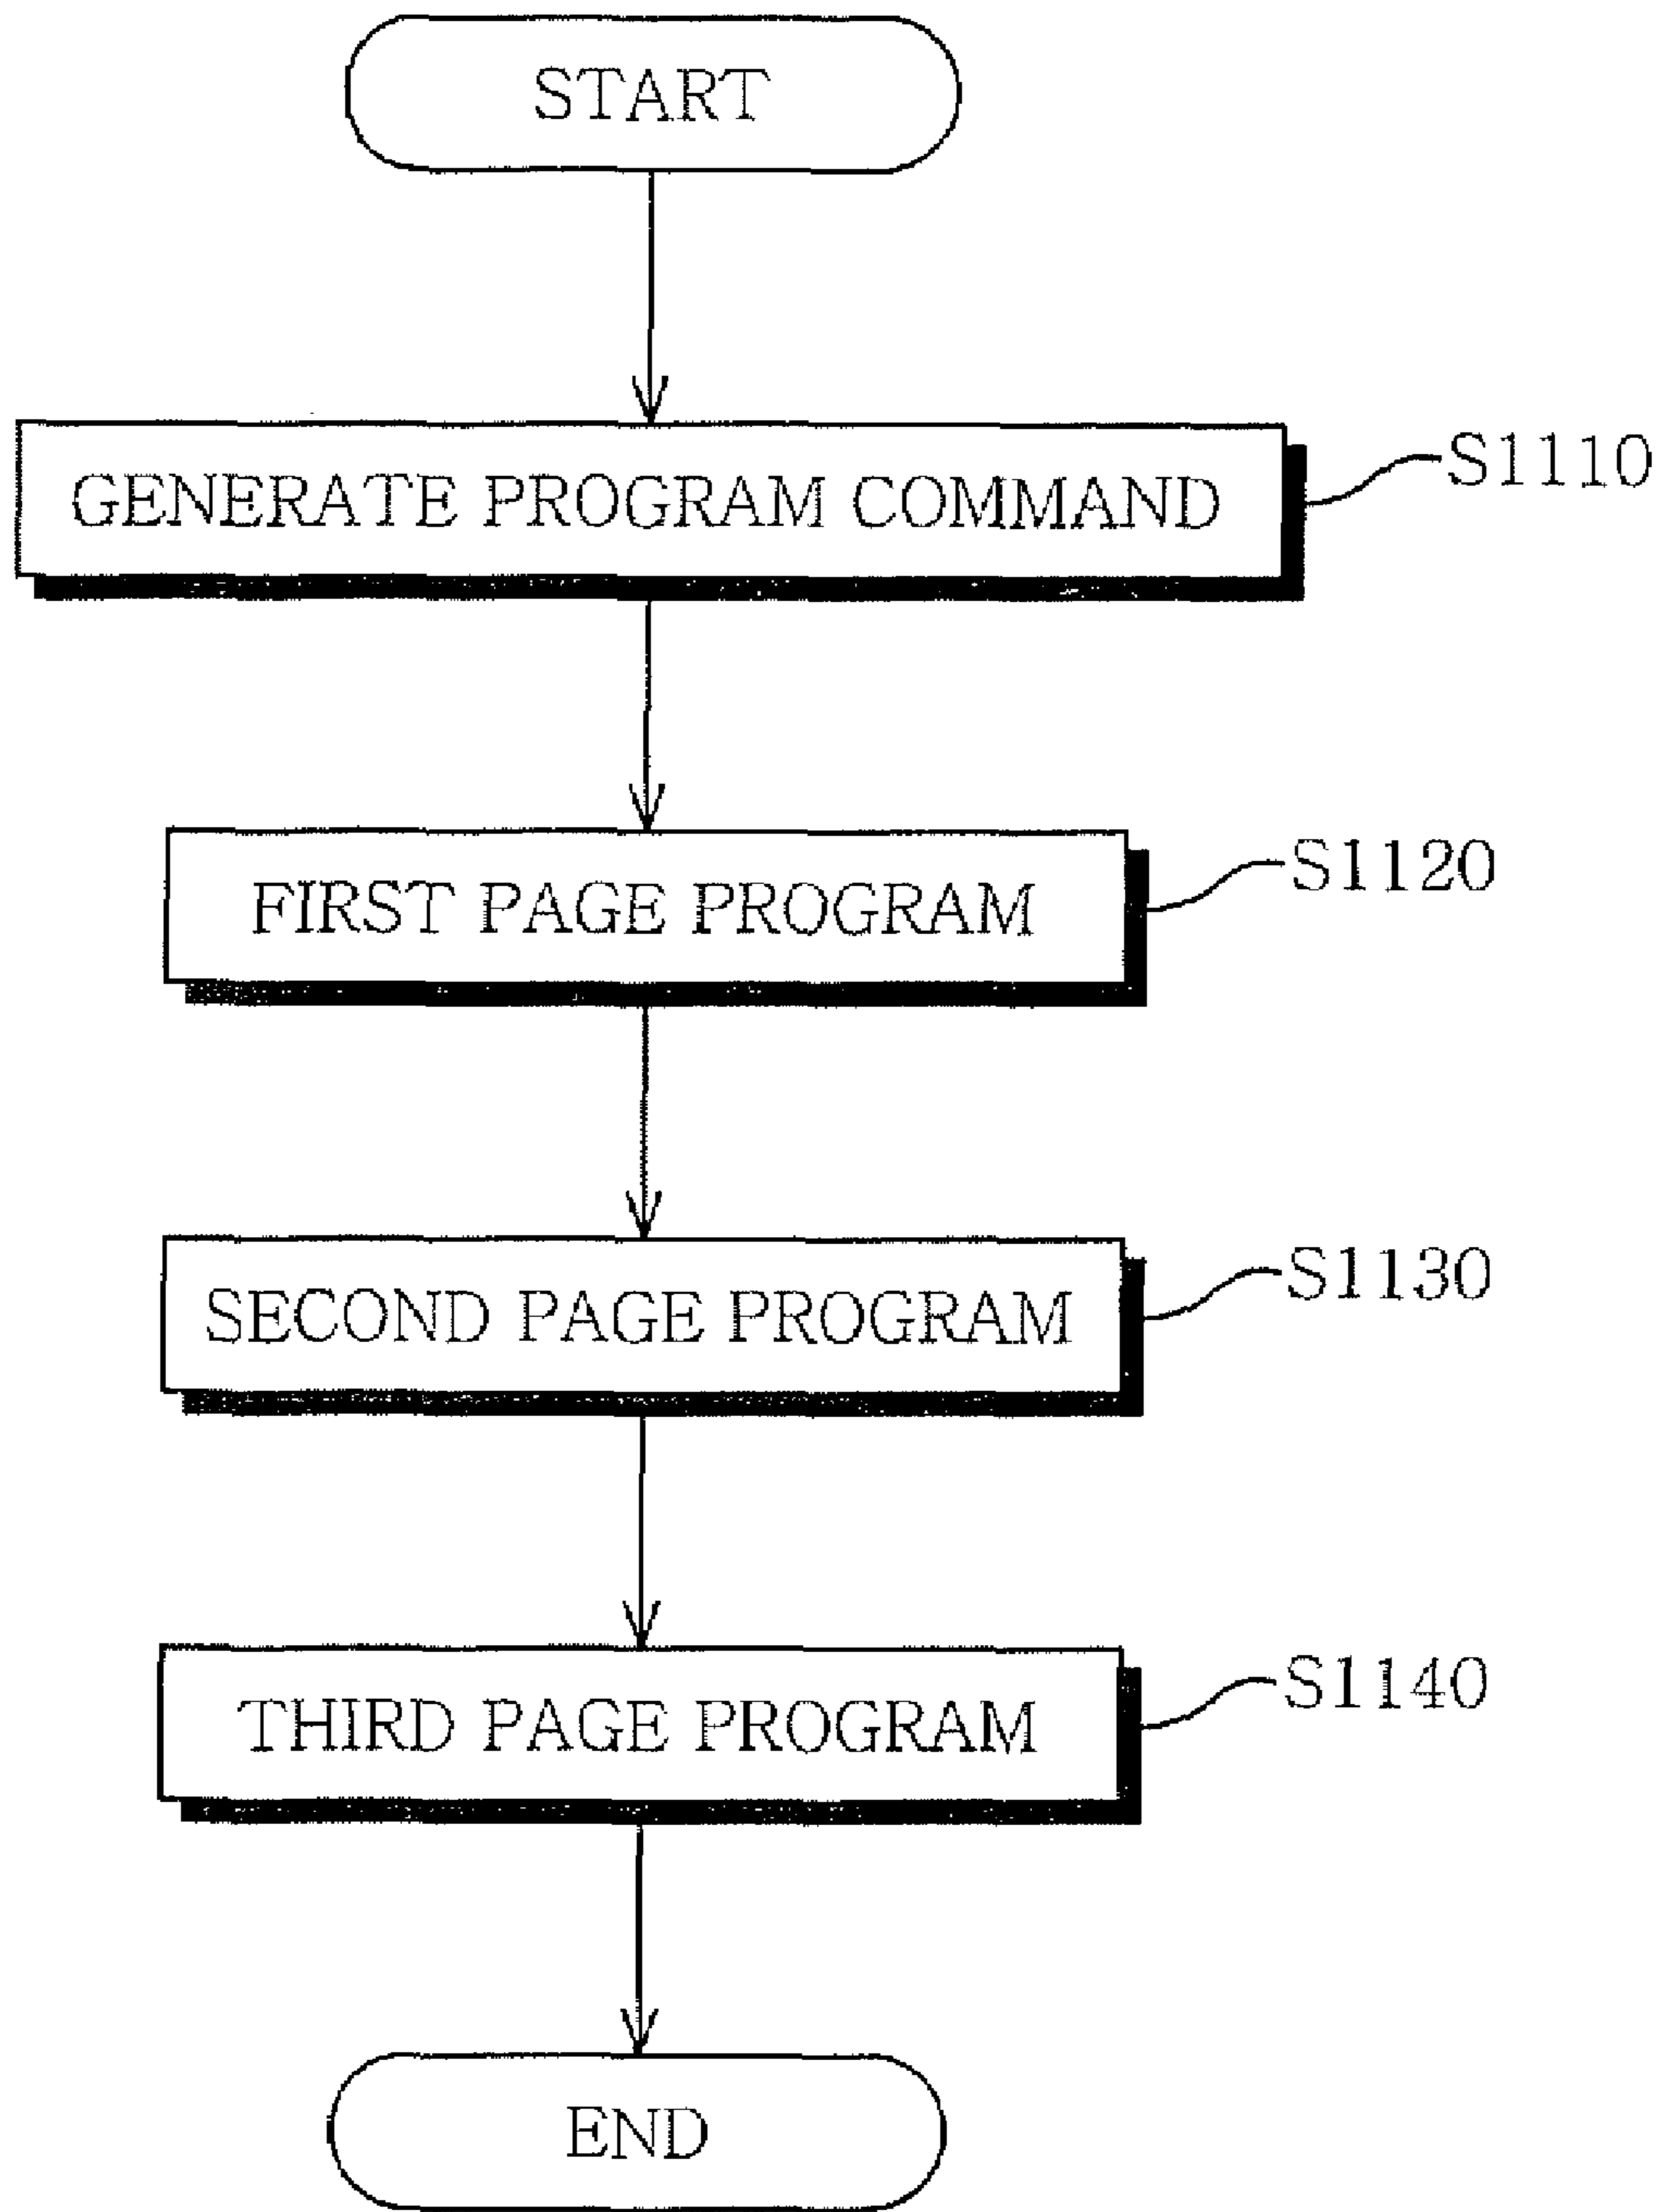 START
GENERATE PROGRAM COMMAND
S1110
FIRST PAGE PROGRAM
S1120
SECOND PAGE PROGRAM
S1130
THIRD PAGE PROGRAM
S1140
END